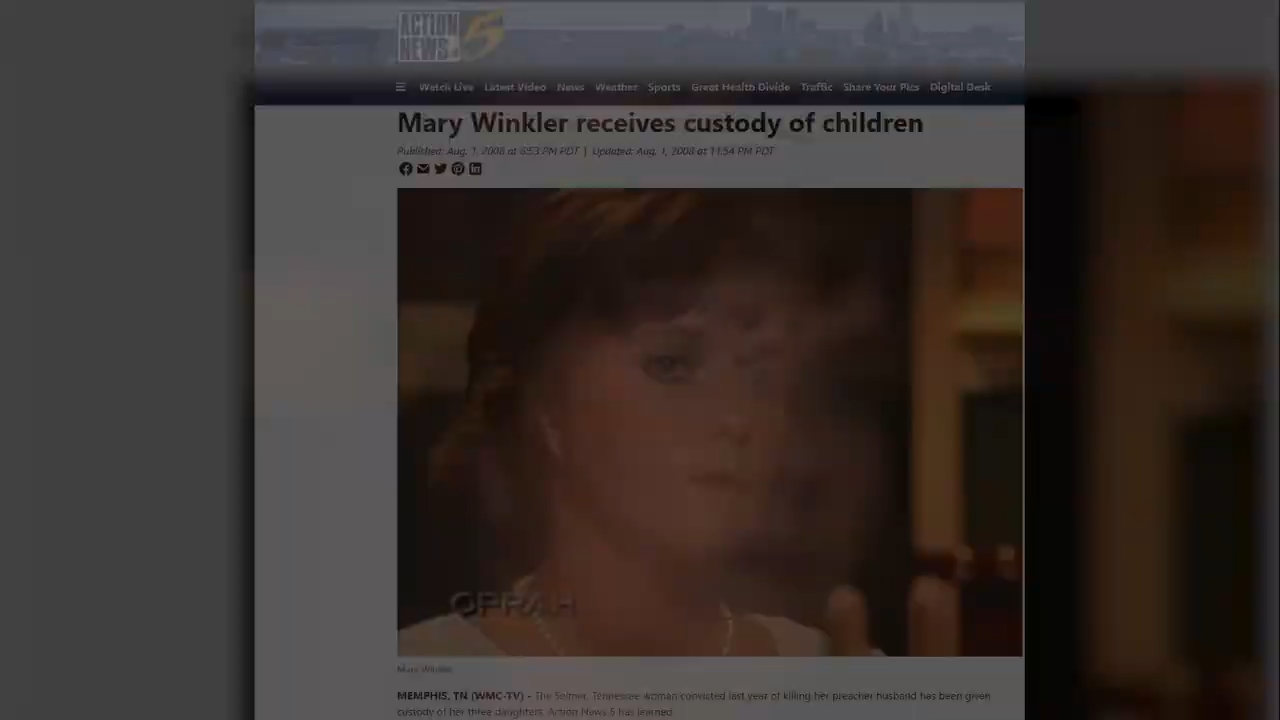 ACTION
NEWS 5
Watch Live Latest Video News Weather Sports Great Health Divide Traffic Share Your Pics Digital Desk
Mary Winkler receives custody of children
Published: Aug. 1, 2008 at 8:53 PM PDT | Updated: Aug. 1, 2008 at 11:54 PM PDT
OPRAH
Mary Winkler
MEMPHIS, TN (WMC-TV) - The Selmer, Tennessee woman convicted last year of killing her preacher husband has been given
custody of her three daughters, Action News 5 has learned.